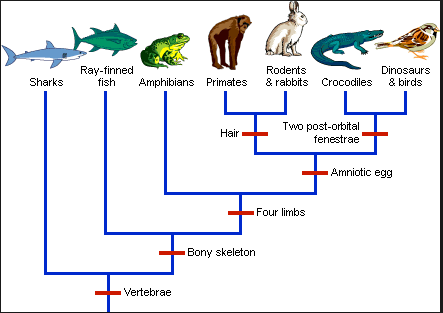 Sharks
Ray-finned
fish
Amphibians
Primates
Rodents
& rabbits
Crocodiles
Dinosaurs
& birds
Hair
Two post-orbital
fenestrae
Amniotic egg
Four limbs
Bony skeleton
Vertebrae